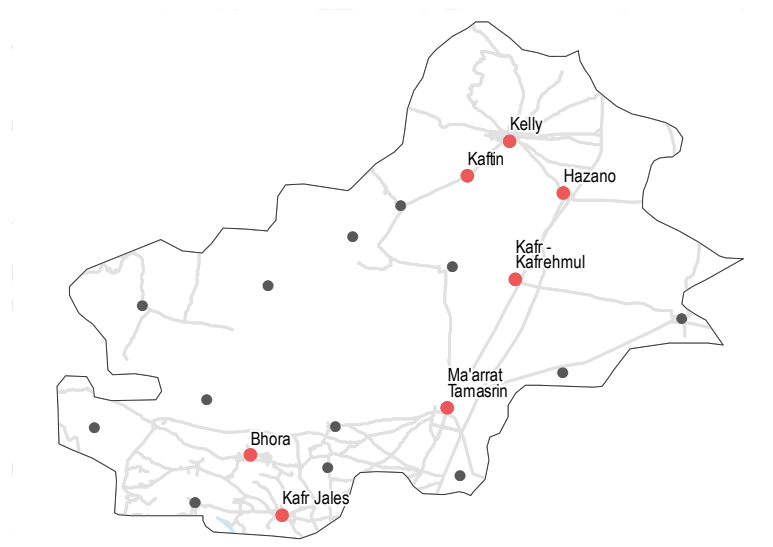 Kelly
Kaftin
Hazano
Kafr -
Kafrehmul
Ma'arrat
Tamasrin
Bhora
Kafr Jales